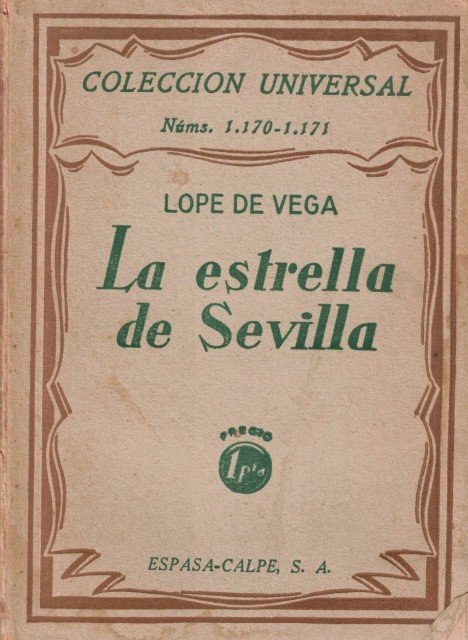 COLECCION UNIVERSAL
Núms. 1.170-1.171
LOPE DE VEGA
La estrella
de Sevilla
PRECIO
1 pta
ESPASA-CALPE, S. A.